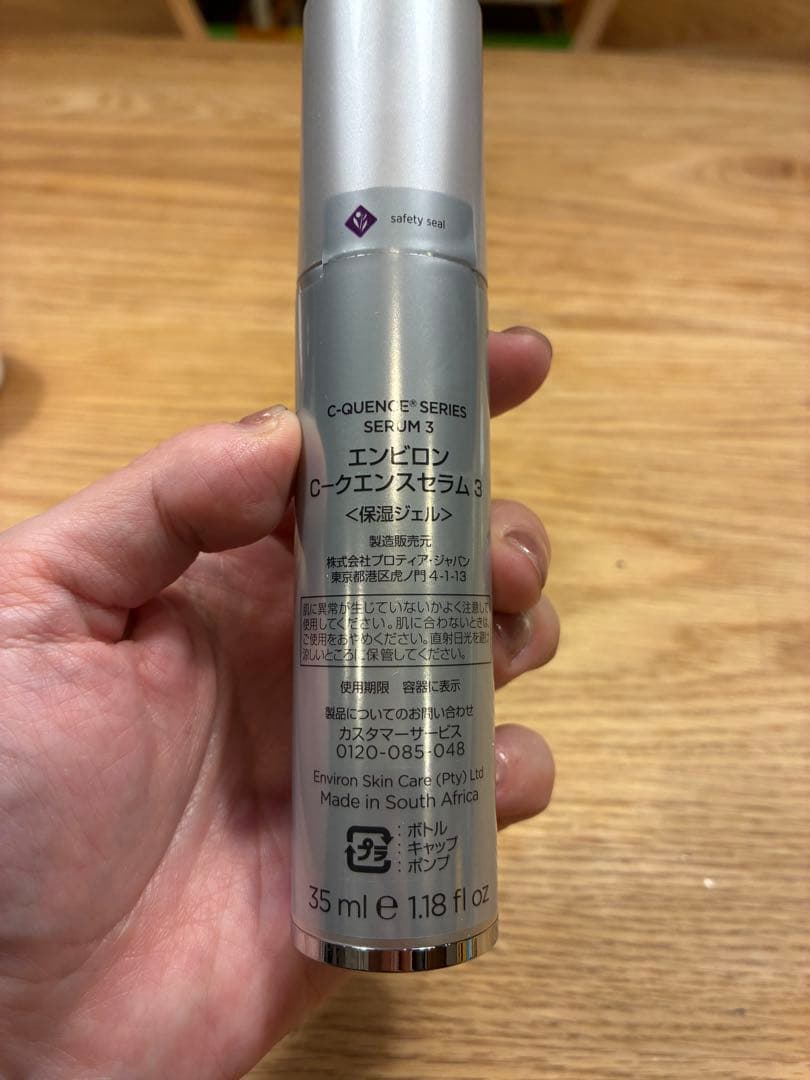 safety seal
C-QUENCE® SERIES
SERUM 3
エンビロン
Cークエンスセラム 3
<保湿ジェル>
製造販売元
株式会社プロティア・ジャパン
東京都港区虎ノ門 4-1-13
肌に異常が生じていないかよく注意して
使用してください。肌に合わないときは、
ご使用をおやめください。直射日光を避け
涼しいところに保管してください。
使用期限 容器に表示
製品についてのお問い合わせ
カスタマーサービス
0120-085-048
Environ Skin Care (Pty) Ltd
Made in South Africa
プラ
: ボトル
: キャップ
: ポンプ
35 ml ℮ 1.18 fl oz